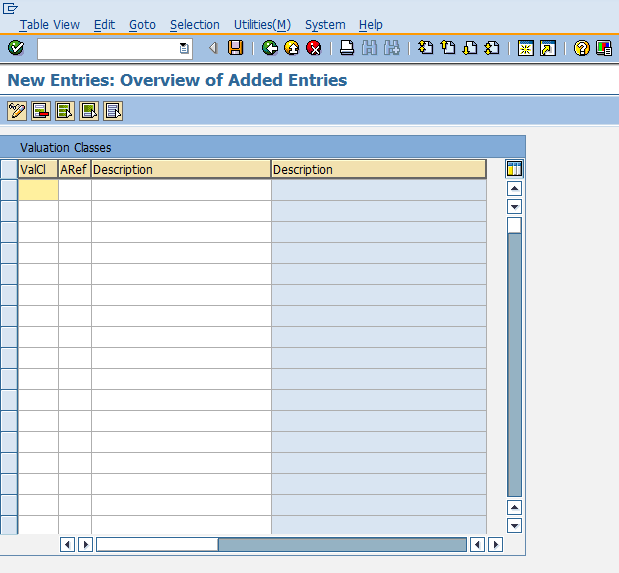 Table View Edit Goto Selection Utilities(M) System Help
New Entries: Overview of Added Entries
Valuation Classes
ValCl ARef Description Description